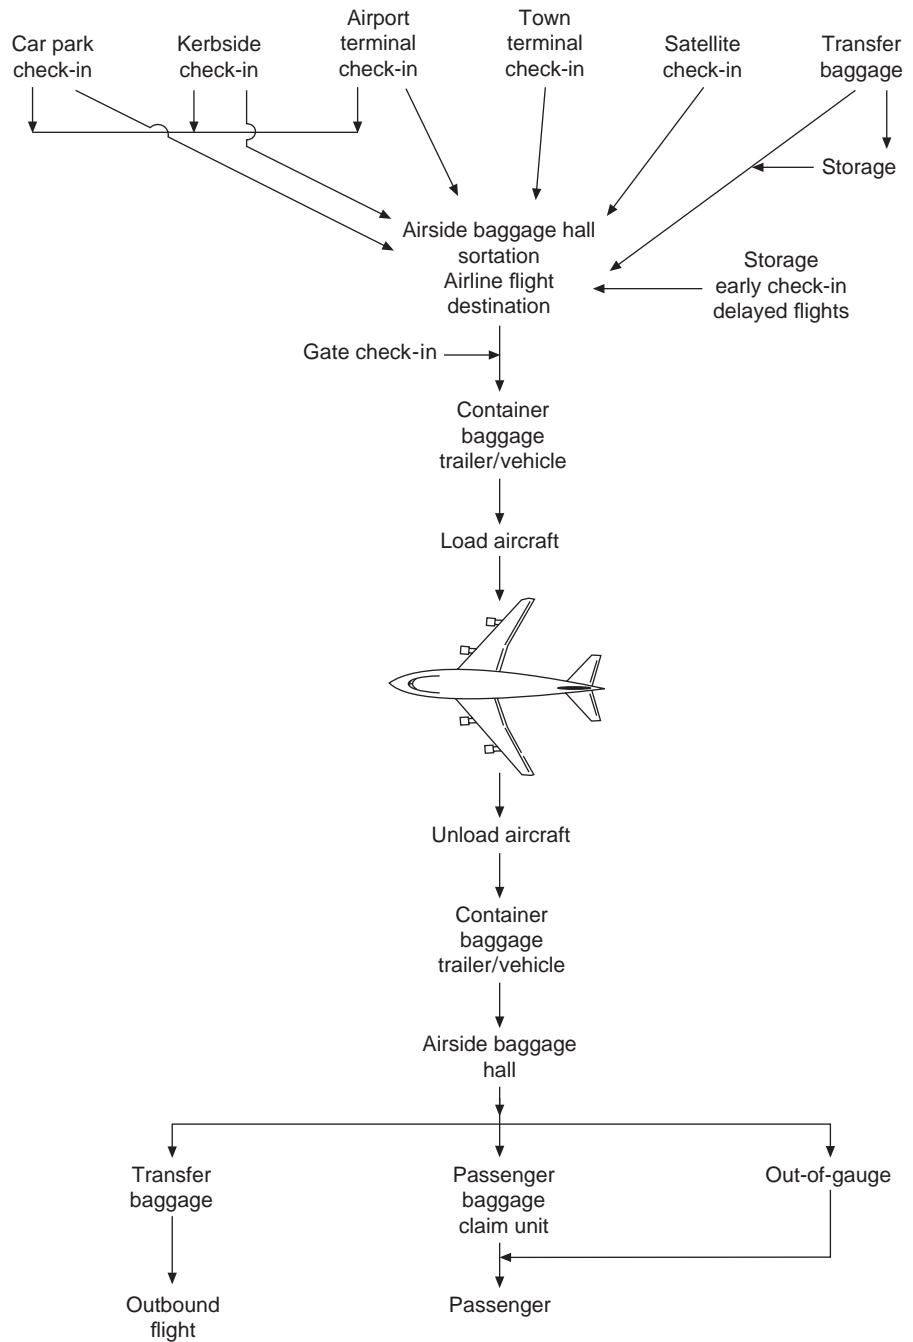 Car park
check-in
Kerbside
check-in
Airport
terminal
check-in
Town
terminal
check-in
Satellite
check-in
Transfer
baggage
Storage
Airside baggage hall
sortation
Airline flight
destination
Storage
early check-in
delayed flights
Gate check-in
Container
baggage
trailer/vehicle
Load aircraft
Unload aircraft
Container
baggage
trailer/vehicle
Airside baggage
hall
Transfer
baggage
Passenger
baggage
claim unit
Out-of-gauge
Outbound
flight
Passenger